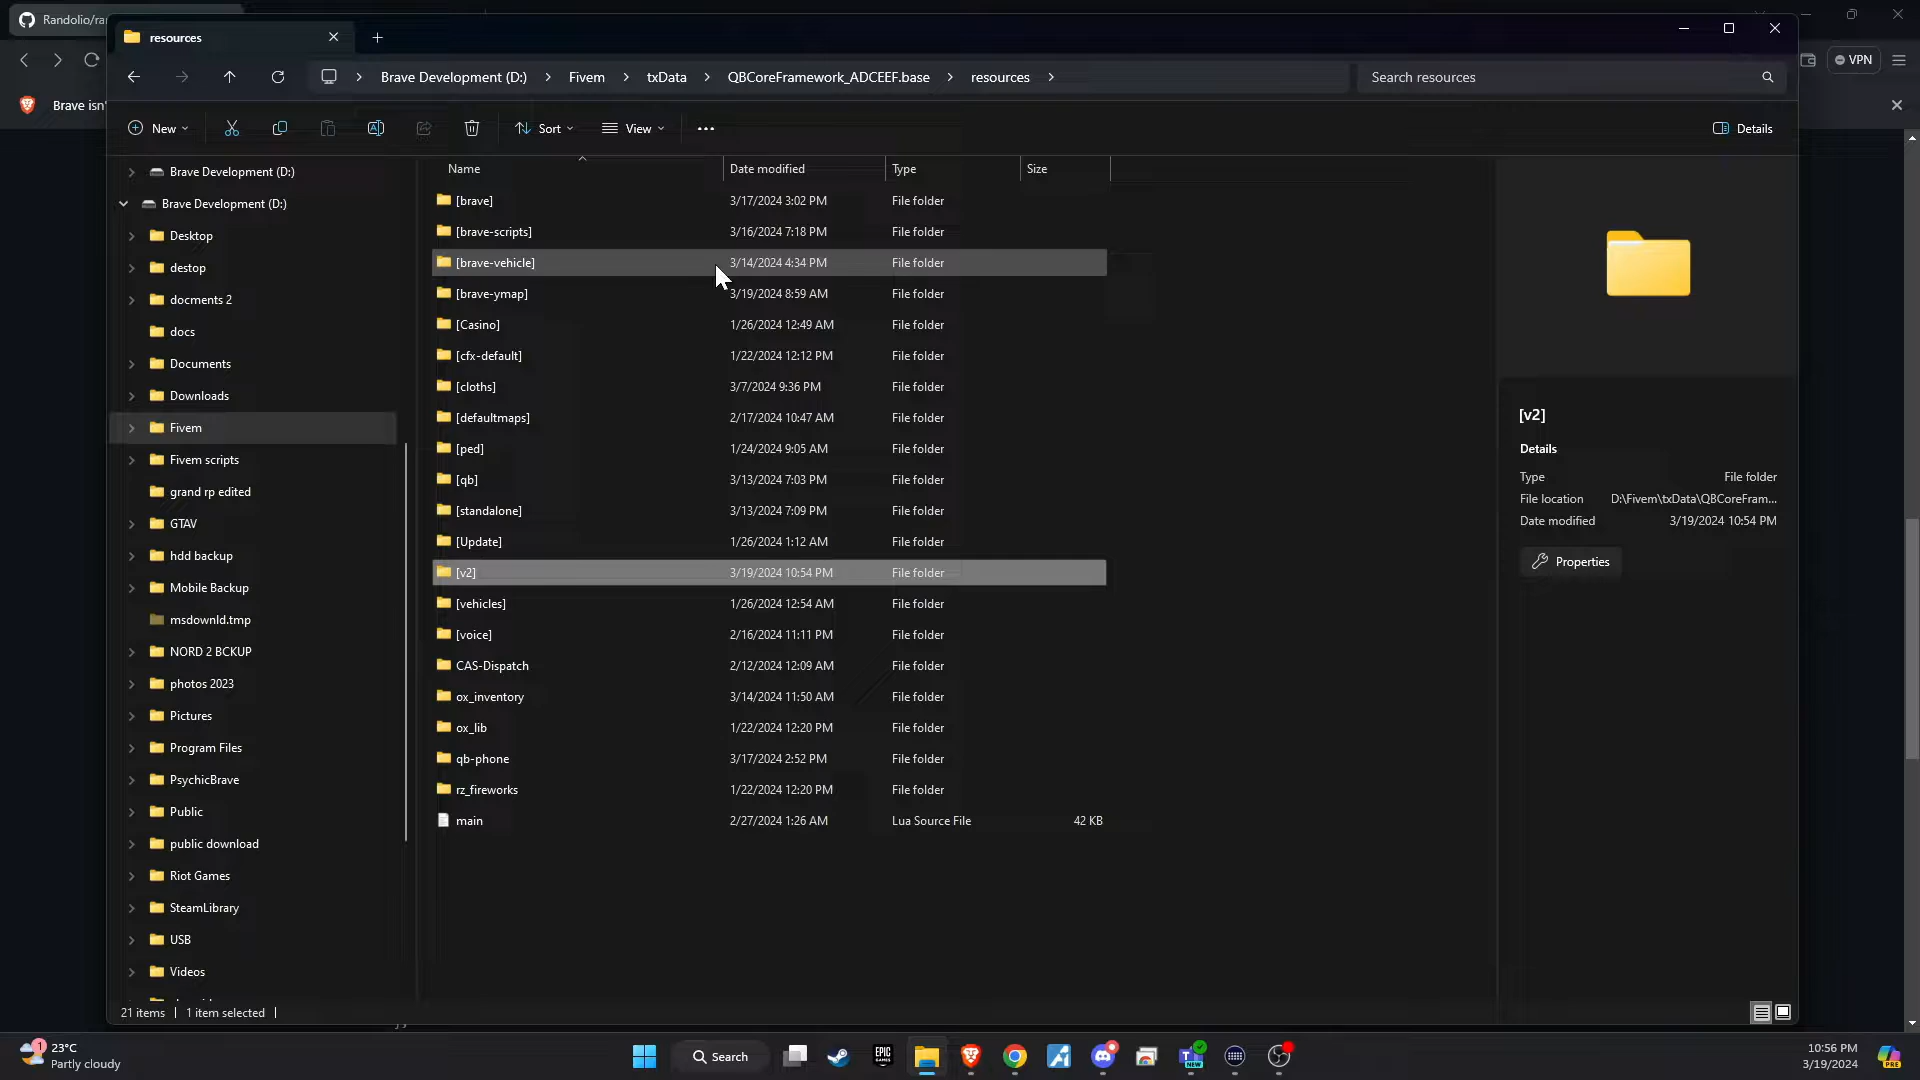 Randolio/ra
resources
Brave Development (D:)
Fivem
txData
QBCoreFramework_ADCEEF.base
resources
Search resources
VPN
Brave isn'
New
Sort
View
Details
Name
Date modified
Type
Size
Brave Development (D:)
Brave Development (D:)
Desktop
destop
docments 2
docs
Documents
Downloads
Fivem
Fivem scripts
grand rp edited
GTAV
hdd backup
Mobile Backup
msdownld.tmp
NORD 2 BCKUP
photos 2023
Pictures
Program Files
PsychicBrave
Public
public download
Riot Games
SteamLibrary
USB
Videos
[brave] 3/17/2024 3:02 PM File folder
[brave-scripts] 3/16/2024 7:18 PM File folder
[brave-vehicle] 3/14/2024 4:34 PM File folder
[brave-ymap] 3/19/2024 8:59 AM File folder
[Casino] 1/26/2024 12:49 AM File folder
[cfx-default] 1/22/2024 12:12 PM File folder
[cloths] 3/7/2024 9:36 PM File folder
[defaultmaps] 2/17/2024 10:47 AM File folder
[ped] 1/24/2024 9:05 AM File folder
[qb] 3/13/2024 7:03 PM File folder
[standalone] 3/13/2024 7:09 PM File folder
[Update] 1/26/2024 1:12 AM File folder
[v2] 3/19/2024 10:54 PM File folder
[vehicles] 1/26/2024 12:54 AM File folder
[voice] 2/16/2024 11:11 PM File folder
CAS-Dispatch 2/12/2024 12:09 AM File folder
ox_inventory 3/14/2024 11:50 AM File folder
ox_lib 1/22/2024 12:20 PM File folder
qb-phone 3/17/2024 2:52 PM File folder
rz_fireworks 1/22/2024 12:20 PM File folder
main 2/27/2024 1:26 AM Lua Source File 42 KB
[v2]
Details
Type File folder
File location D:\Fivem\txData\QBCoreFram...
Date modified 3/19/2024 10:54 PM
Properties
21 items
1 item selected
1
23°C
Partly cloudy
Search
EPIC
GAMES
NEW
PRE
10:56 PM
3/19/2024